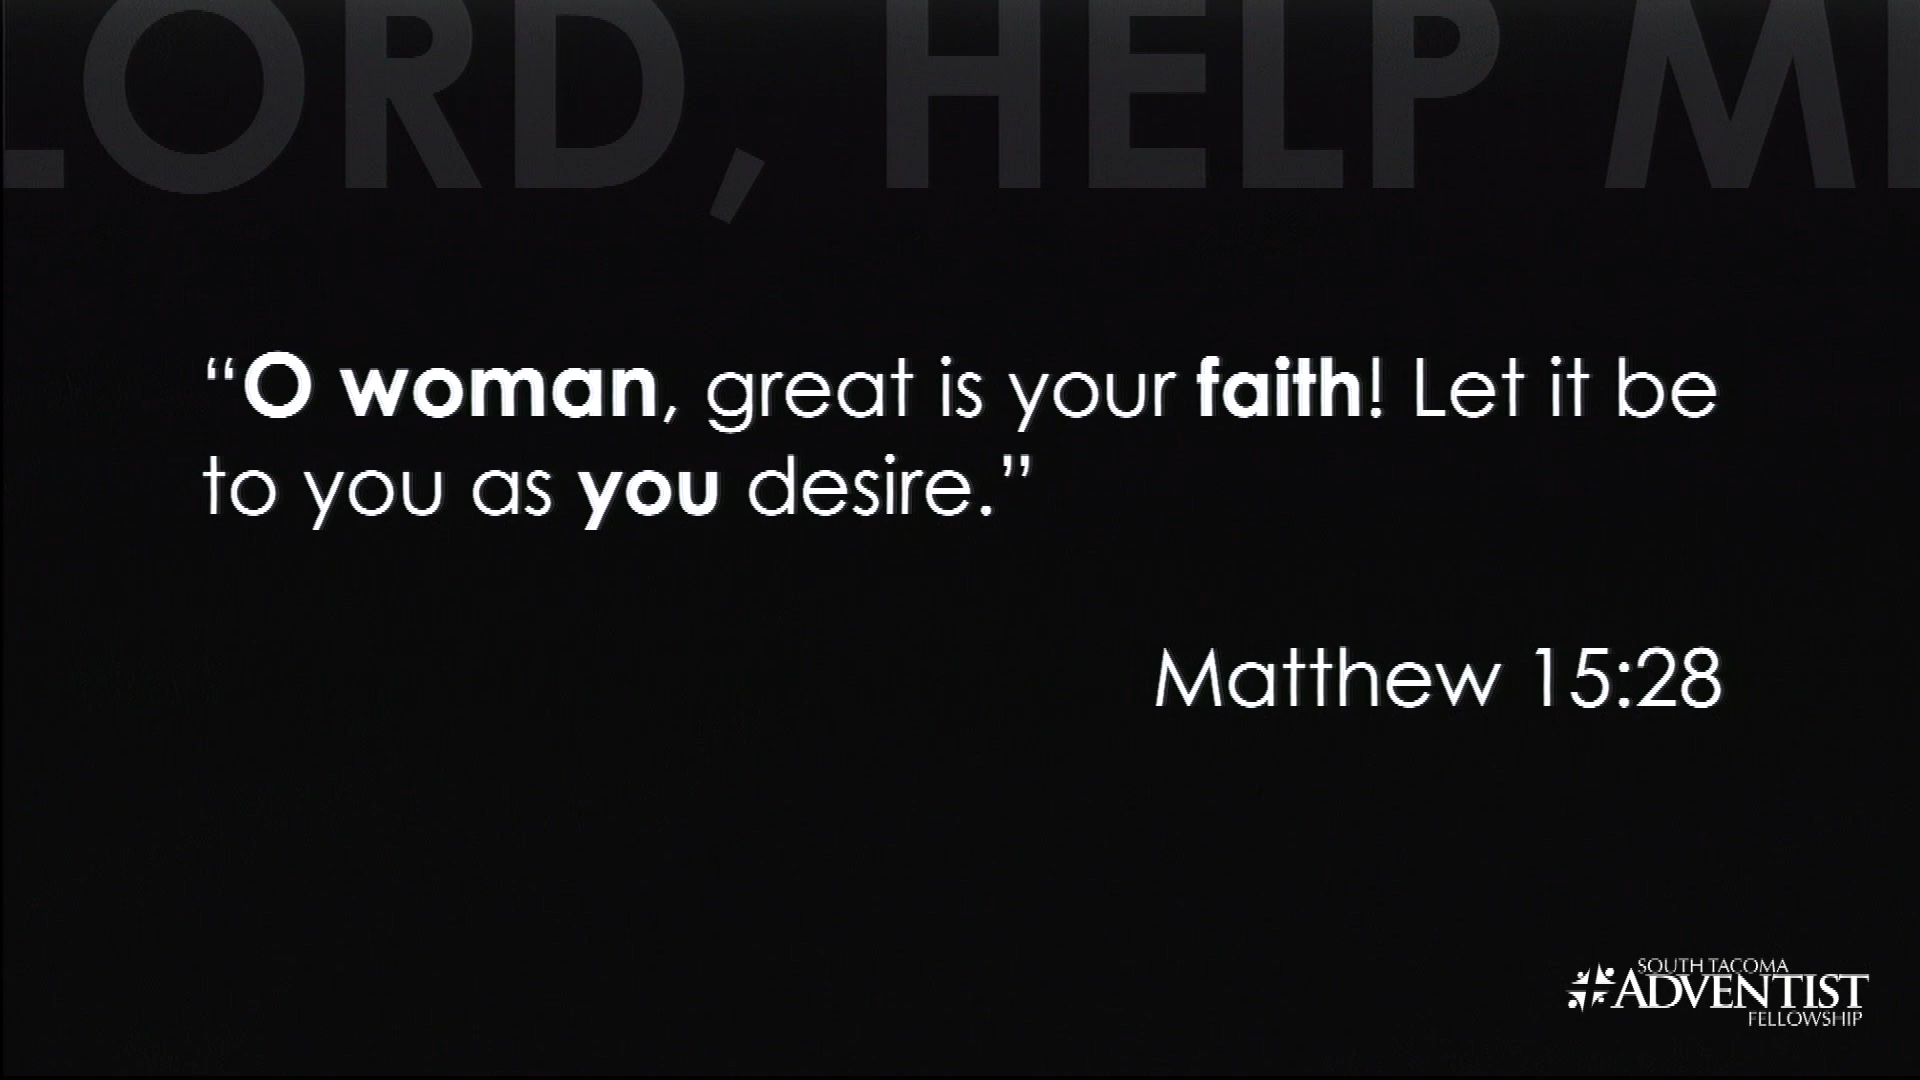 LORD, HELP ME
“O woman, great is your faith! Let it be
to you as you desire.”
Matthew 15:28
SOUTH TACOMA
ADVENTIST
FELLOWSHIP